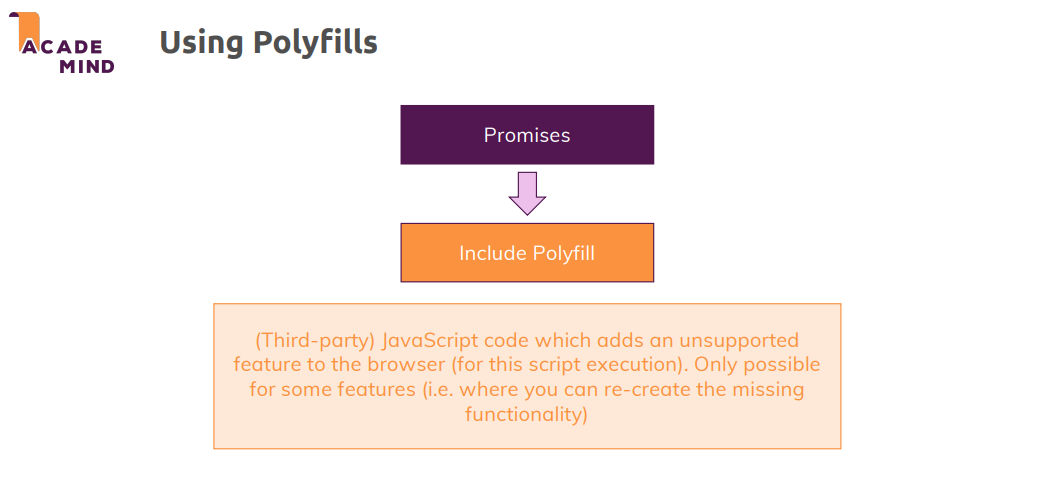 ACADE
MIND
Using Polyfills
Promises
Include Polyfill
(Third-party) JavaScript code which adds an unsupported
feature to the browser (for this script execution). Only possible
for some features (i.e. where you can re-create the missing
functionality)